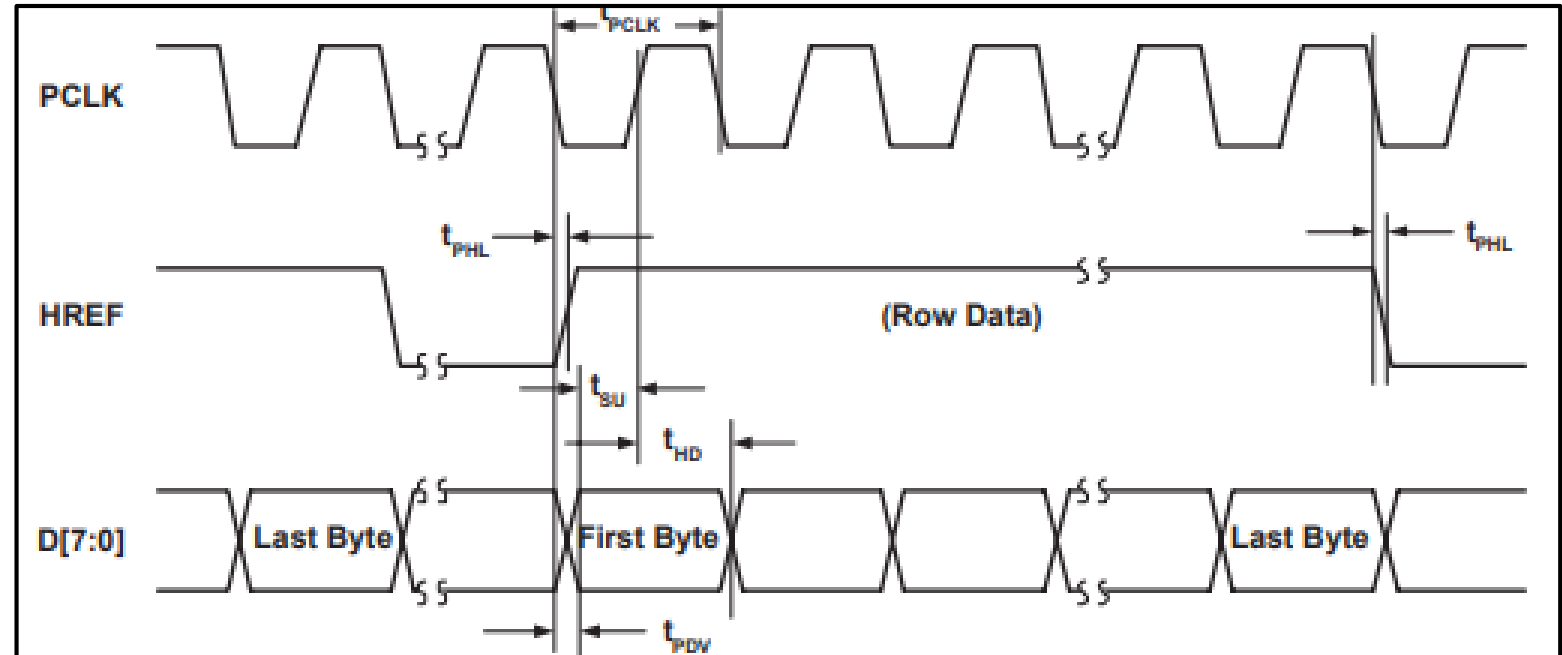 tPCLK
PCLK
tPHL
tPHL
HREF
(Row Data)
tSU
tHD
D[7:0]
Last Byte
First Byte
Last Byte
tPDV